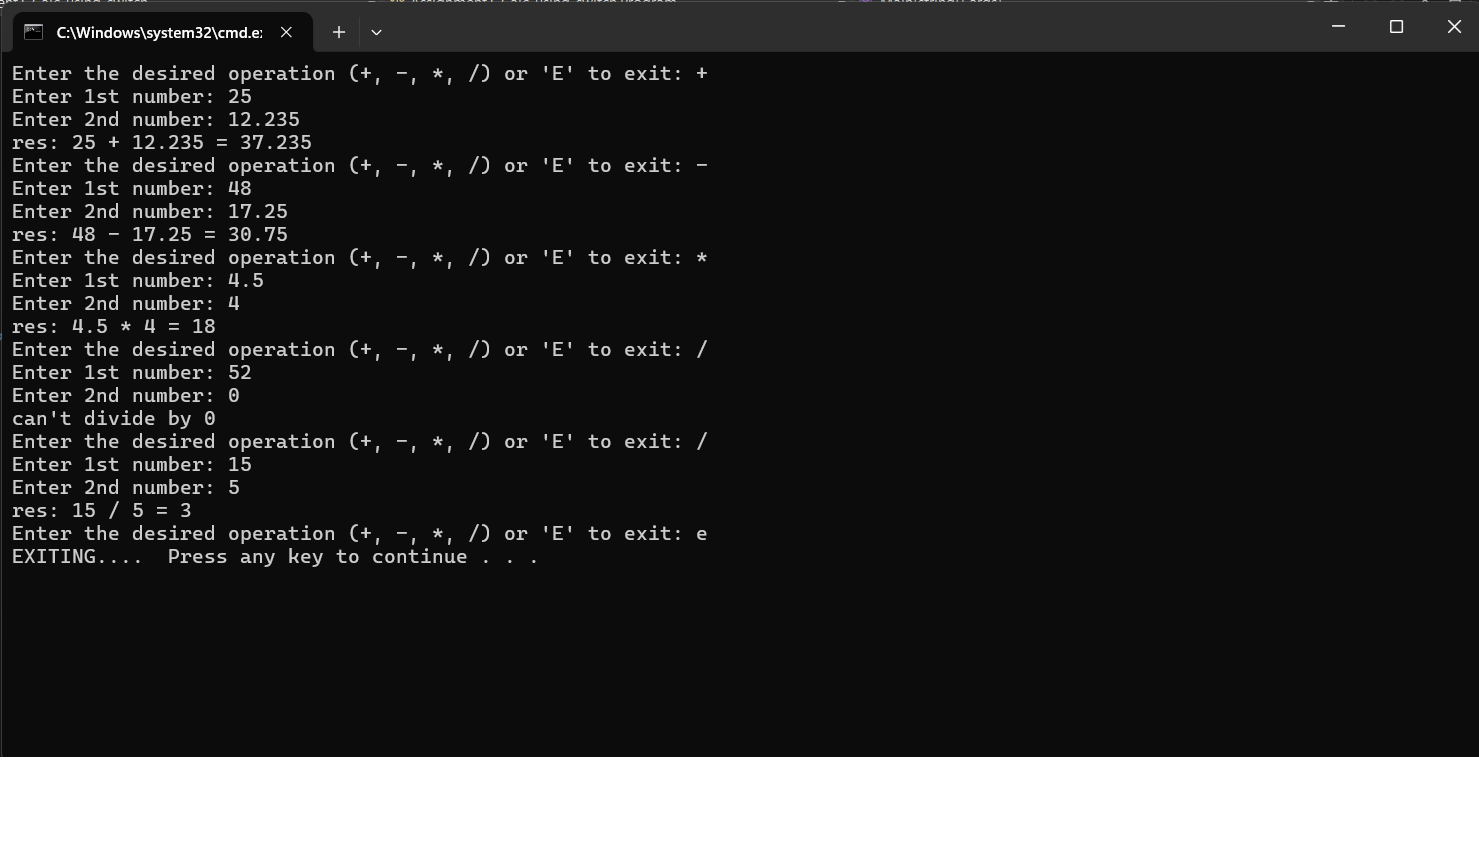 C:\Windows\system32\cmd.e
Enter the desired operation (+, -, *, /) or 'E' to exit: +
Enter 1st number: 25
Enter 2nd number: 12.235
res: 25 + 12.235 = 37.235
Enter the desired operation (+, -, *, /) or 'E' to exit: -
Enter 1st number: 48
Enter 2nd number: 17.25
res: 48 - 17.25 = 30.75
Enter the desired operation (+, -, *, /) or 'E' to exit: *
Enter 1st number: 4.5
Enter 2nd number: 4
res: 4.5 * 4 = 18
Enter the desired operation (+, -, *, /) or 'E' to exit: /
Enter 1st number: 52
Enter 2nd number: 0
can't divide by 0
Enter the desired operation (+, -, *, /) or 'E' to exit: /
Enter 1st number: 15
Enter 2nd number: 5
res: 15 / 5 = 3
Enter the desired operation (+, -, *, /) or 'E' to exit: e
EXITING....  Press any key to continue . . .